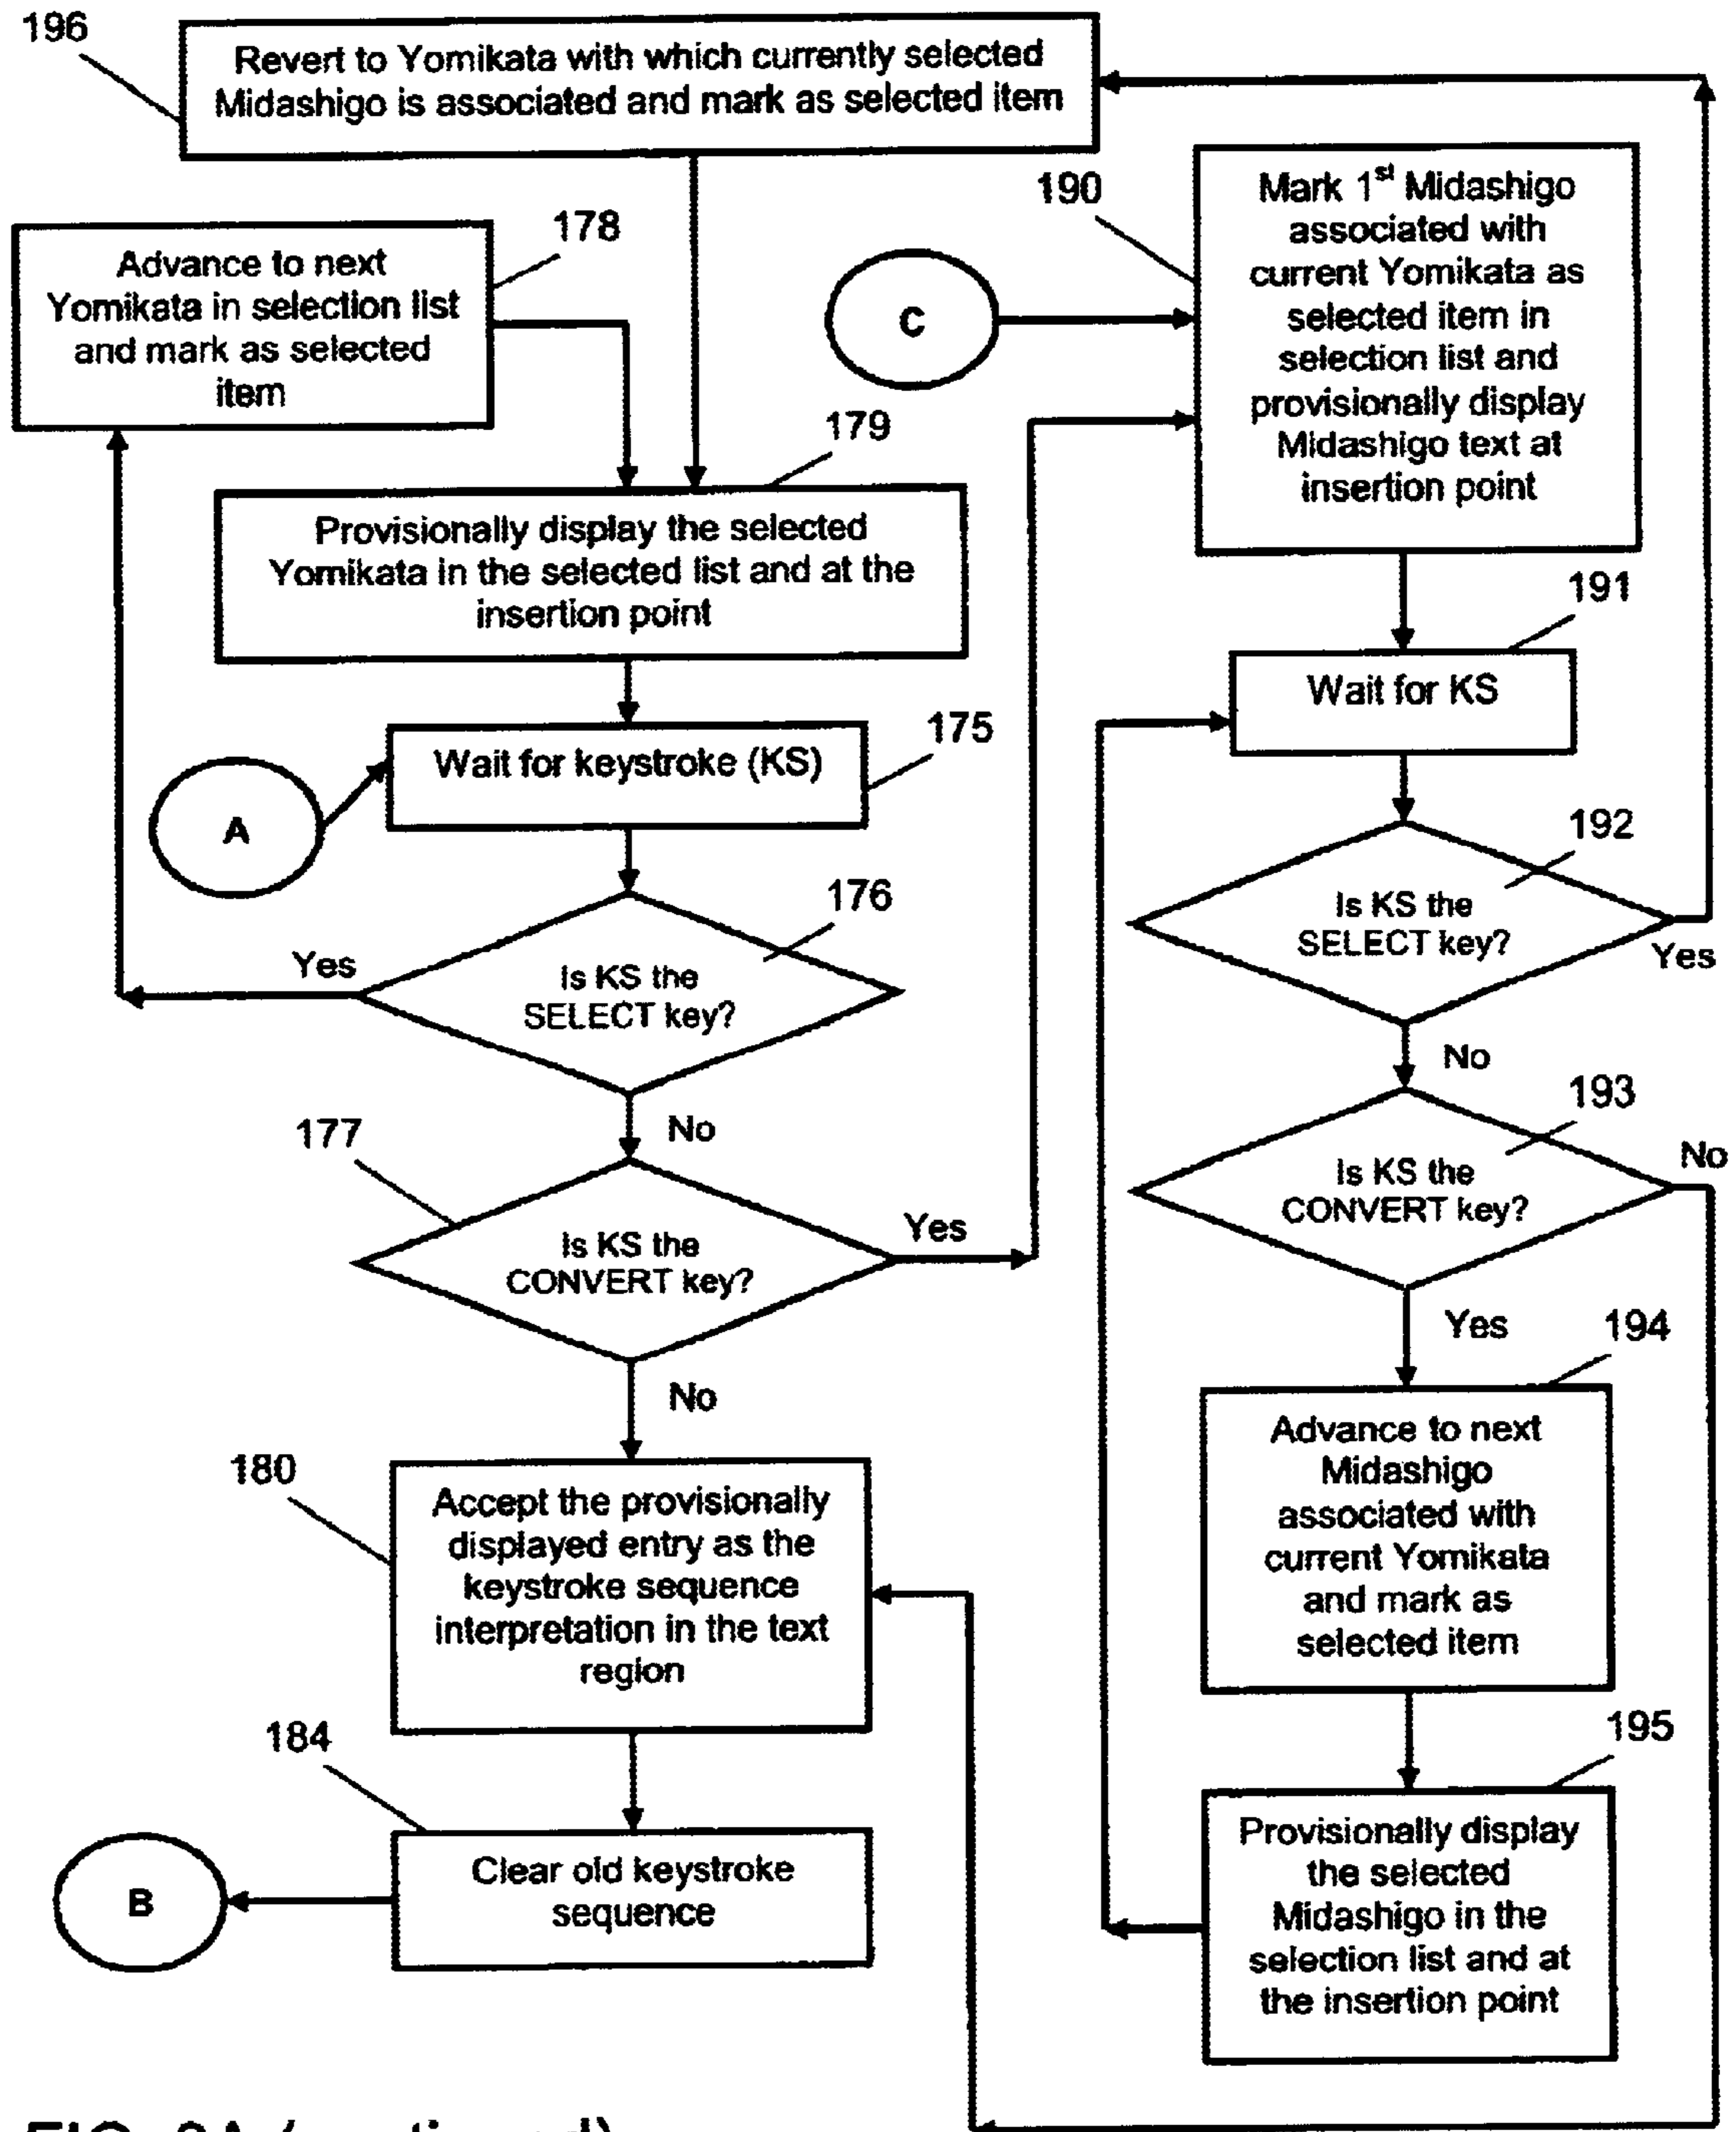 196
Revert to Yomikata with which currently selected
Midashigo is associated and mark as selected item
178
Advance to next
Yomikata in selection list
and mark as selected
item
C
190
Mark 1st Midashigo
associated with
current Yomikata as
selected item in
selection list and
provisionally display
Midashigo text at
insertion point
179
Provisionally display the selected
Yomikata in the selected list and at the
insertion point
191
Wait for KS
A
175
Wait for keystroke (KS)
176
Is KS the
SELECT key?
Yes
No
192
Is KS the
SELECT key?
Yes
No
177
Is KS the
CONVERT key?
Yes
No
193
Is KS the
CONVERT key?
No
Yes
180
Accept the provisionally
displayed entry as the
keystroke sequence
interpretation in the text
region
194
Advance to next
Midashigo
associated with
current Yomikata
and mark as
selected item
184
Clear old keystroke
sequence
B
195
Provisionally display
the selected
Midashigo in the
selection list and at
the insertion point